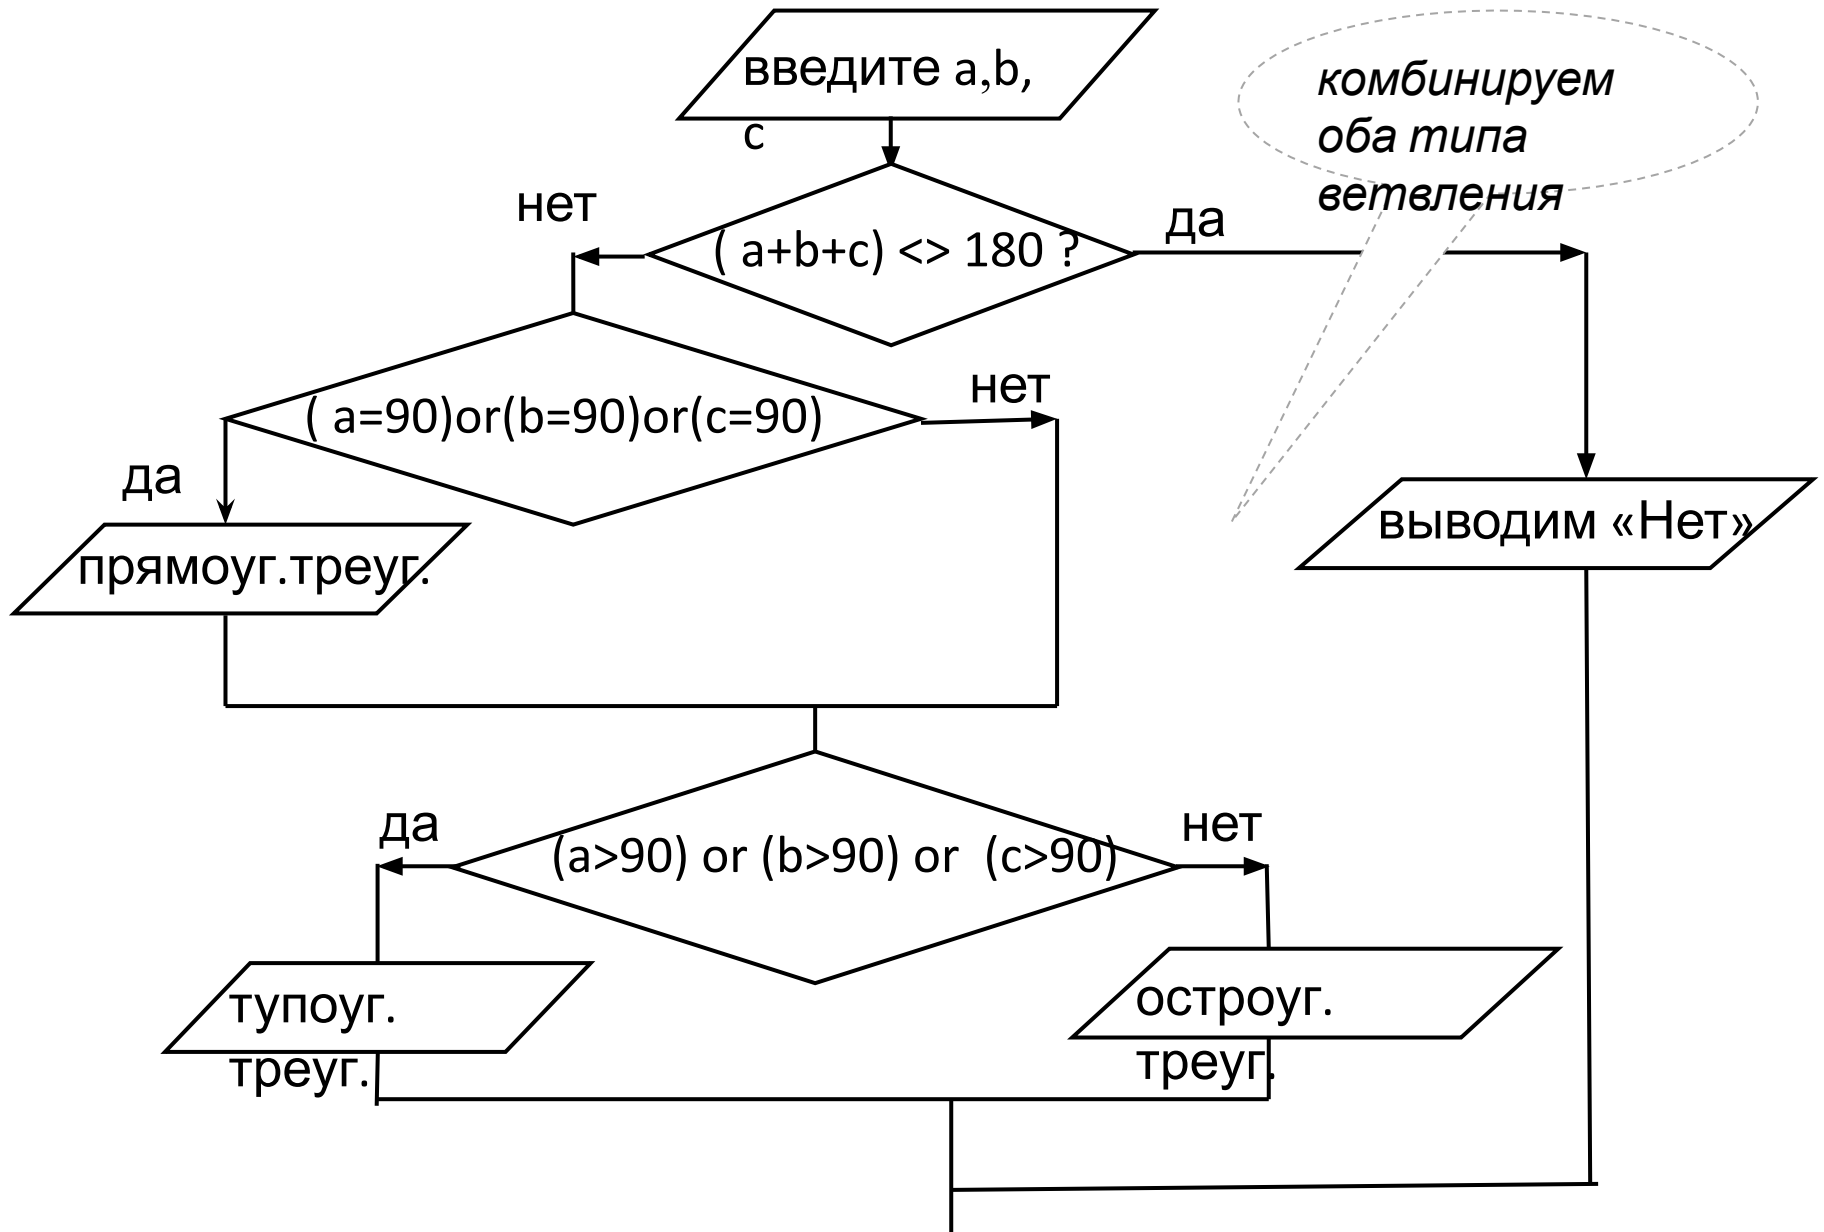 введите a,b,
c
комбинируем
оба типа
ветвления
нет
( a+b+c) <> 180 ?
да
( a=90)or(b=90)or(c=90)
нет
да
прямоуг.треуг.
выводим «Нет»
да
(a>90) or (b>90) or (c>90)
нет
тупоуг.
треуг.
остроуг.
треуг.